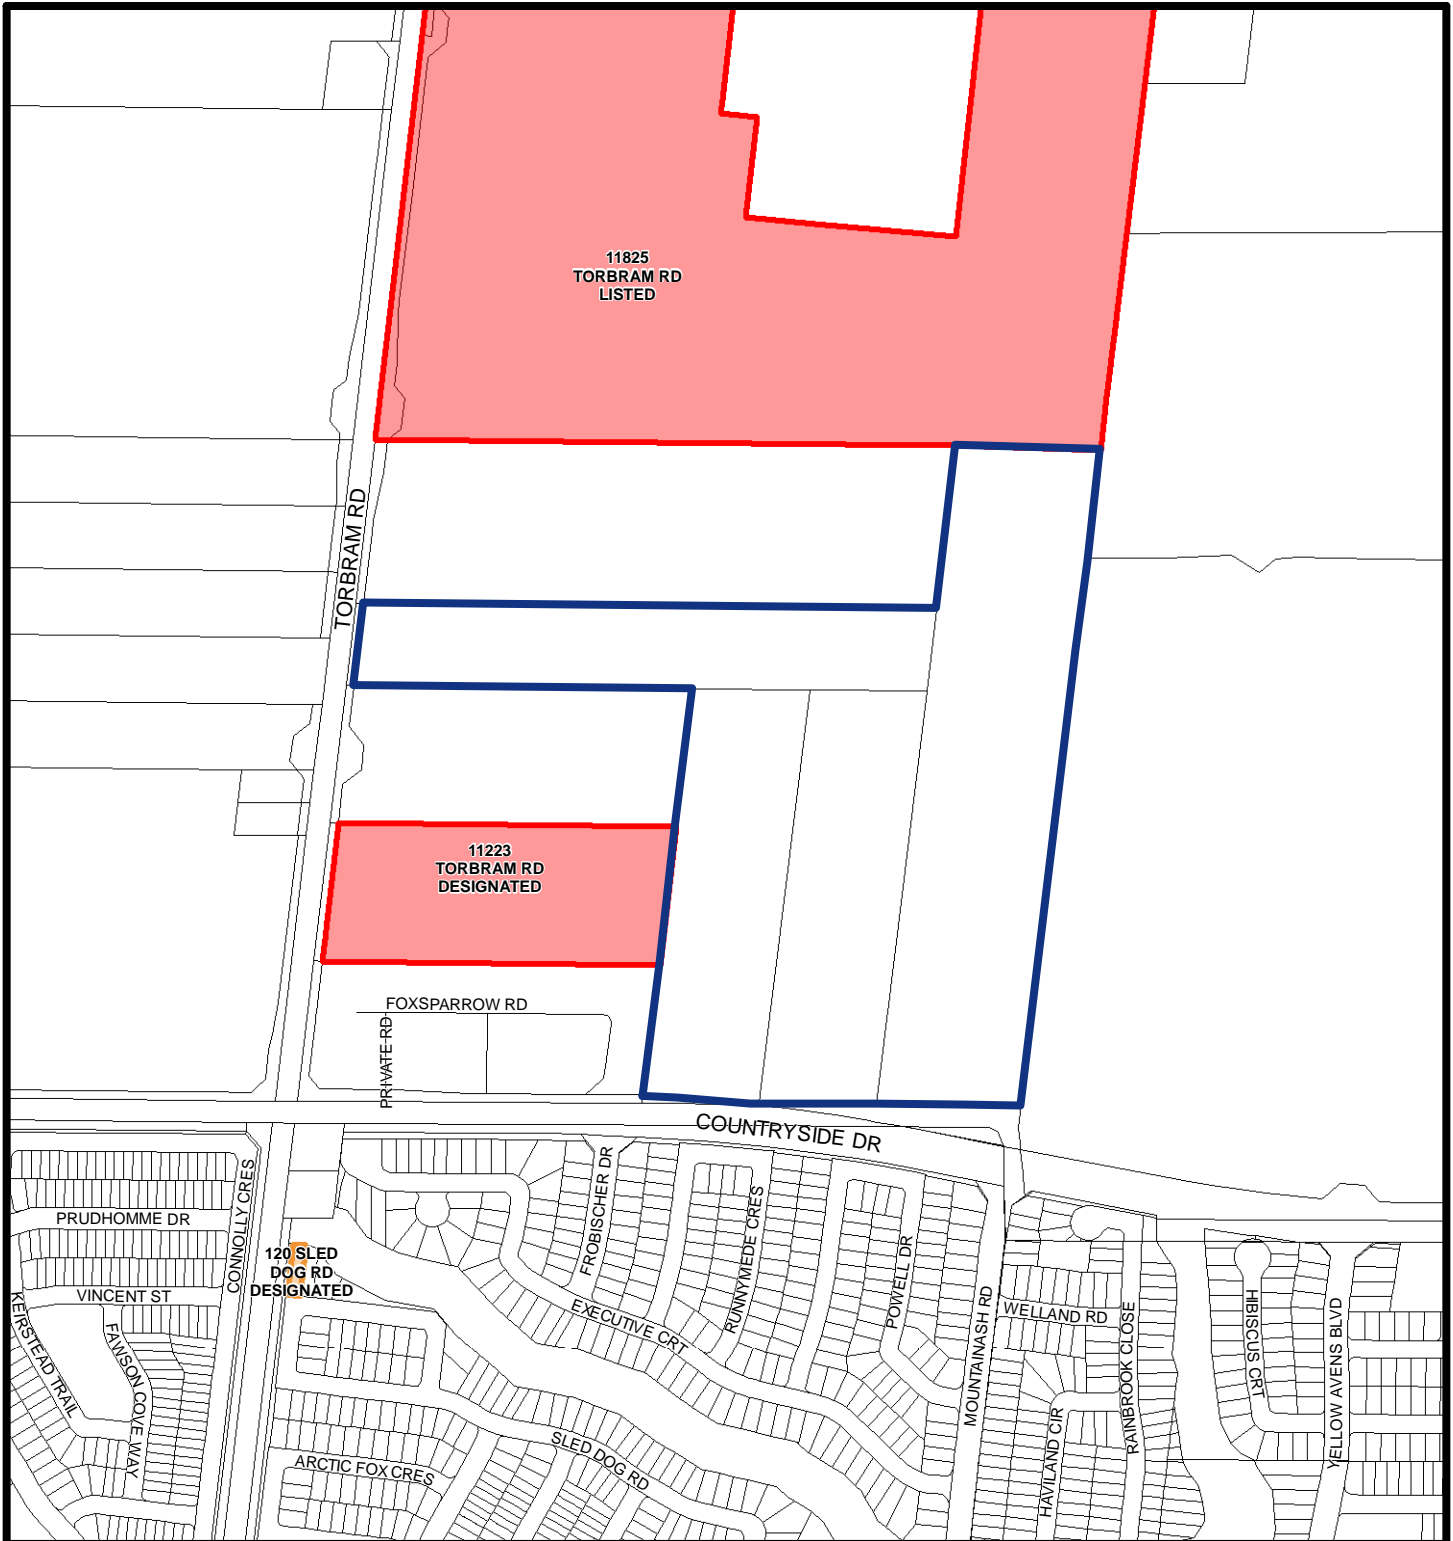 11825
TORBRAM RD
LISTED
TORBRAM RD
11223
TORBRAM RD
DESIGNATED
FOXSPARROW RD
PRIVATE RD
COUNTRYSIDE DR
CONNOLLY CRES
PRUDHOMME DR
120 SLED
DOG RD
DESIGNATED
VINCENT ST
KEIRSTEAD TRAIL
FAWSON COVE WAY
FROBISCHER DR
EXECUTIVE CRT
RUNNYMEDE CRES
POWELL DR
MOUNTAINASH RD
WELLAND RD
RAINBROOK CLOSE
HIBISCUS CRT
YELLOW AVENS BLVD
HAVILAND CIR
SLED DOG RD
ARCTIC FOX CRES